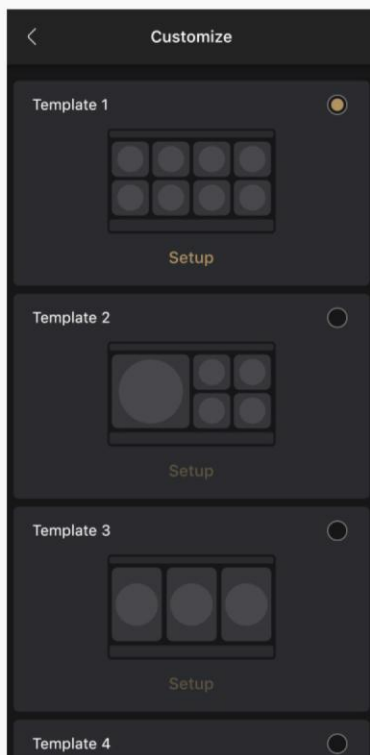 Customize
Template 1
Setup
Template 2
Setup
Template 3
Setup
Template 4